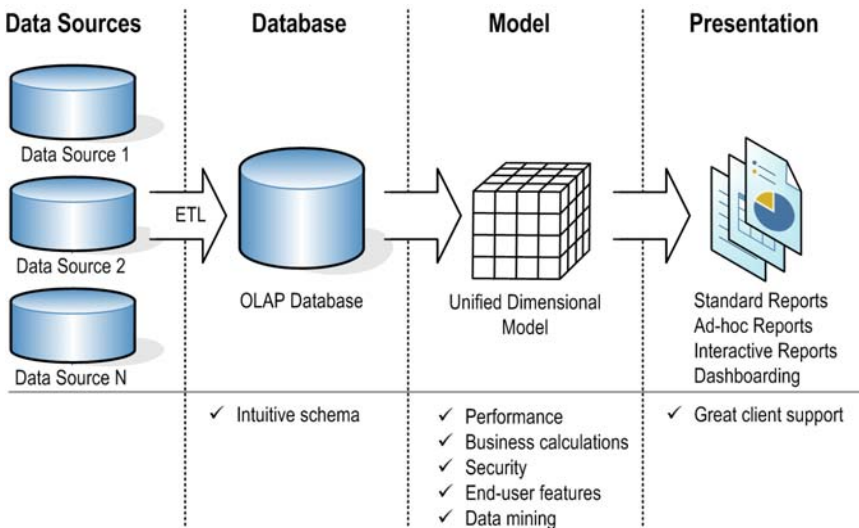 Data Sources
Database
Model
Presentation
Data Source 1
Data Source 2
Data Source N
ETL
OLAP Database
Unified Dimensional
Model
Standard Reports
Ad-hoc Reports
Interactive Reports
Dashboarding
✓ Intuitive schema
✓ Performance
✓ Business calculations
✓ Security
✓ End-user features
✓ Data mining
✓ Great client support